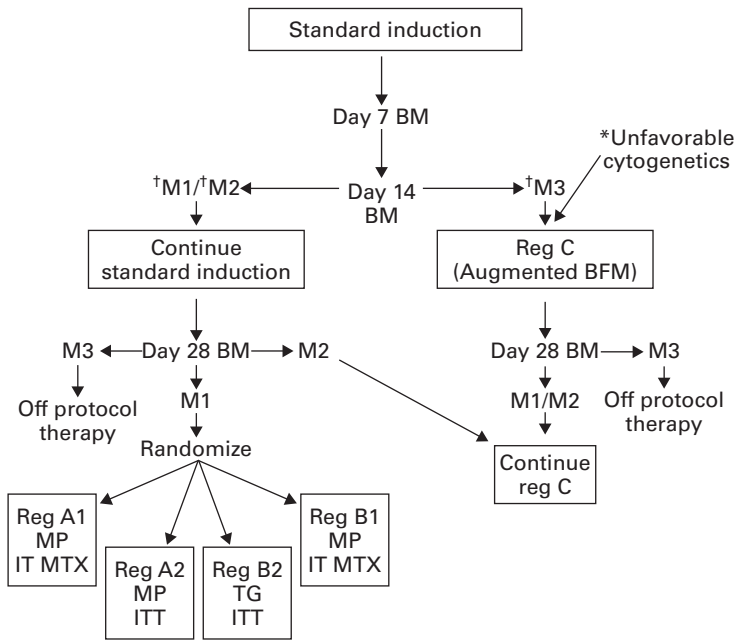 Standard induction
Day 7 BM
*Unfavorable
cytogenetics
†M1/†M2
Day 14
BM
†M3
Continue
standard induction
Reg C
(Augmented BFM)
M3
Day 28 BM
M2
Day 28 BM
M3
Off protocol
therapy
M1
M1/M2
Off protocol
therapy
Randomize
Continue
reg C
Reg A1
MP
IT MTX
Reg A2
MP
ITT
Reg B2
TG
ITT
Reg B1
MP
IT MTX